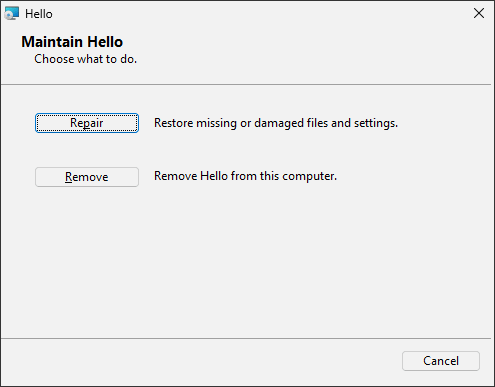 Hello
Maintain Hello
Choose what to do.
Repair Restore missing or damaged files and settings.
Remove Remove Hello from this computer.
Cancel